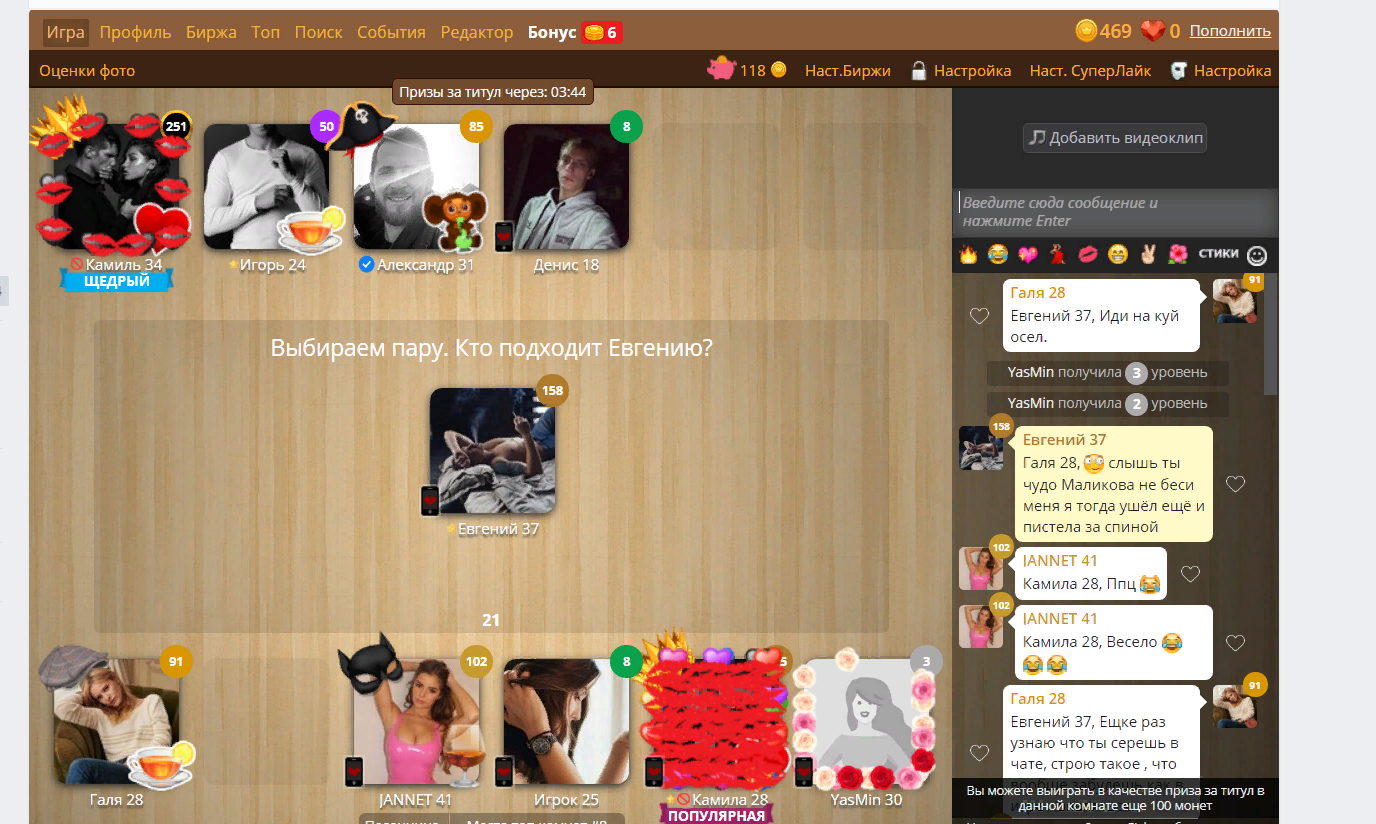 Игра Профиль Биржа Топ Поиск События Редактор Бонус 6 469 0 Пополнить
Оценки фото 118 Наст.Биржи Настройка Наст. СуперЛайк Настройка
Призы за титул через: 03:44
251 50 85 8
Камиль 34 Игорь 24 Александр 31 Денис 18
ЩЕДРЫЙ
Выбираем пару. Кто подходит Евгению?
158
Евгений 37
21
91 102 8 5 3
Галя 28 JANNET 41 Игрок 25 Камила 28 YasMin 30
ПОПУЛЯРНАЯ
Добавить видеоклип
Введите сюда сообщение и
нажмите Enter
СТИКИ
91
Галя 28
Евгений 37, Иди на куй
осел.
YasMin получила 3 уровень
YasMin получила 2 уровень
158
Евгений 37
Галя 28, слышь ты
чудо Маликова не беси
меня я тогда ушёл ещё и
пистела за спиной
102
JANNET 41
Камила 28, Ппц
102
JANNET 41
Камила 28, Весело
91
Галя 28
Евгений 37, Ещке раз
узнаю что ты серешь в
чате, строю такое , что
Вы можете выиграть в качестве приза за титул в
данной комнате еще 100 монет